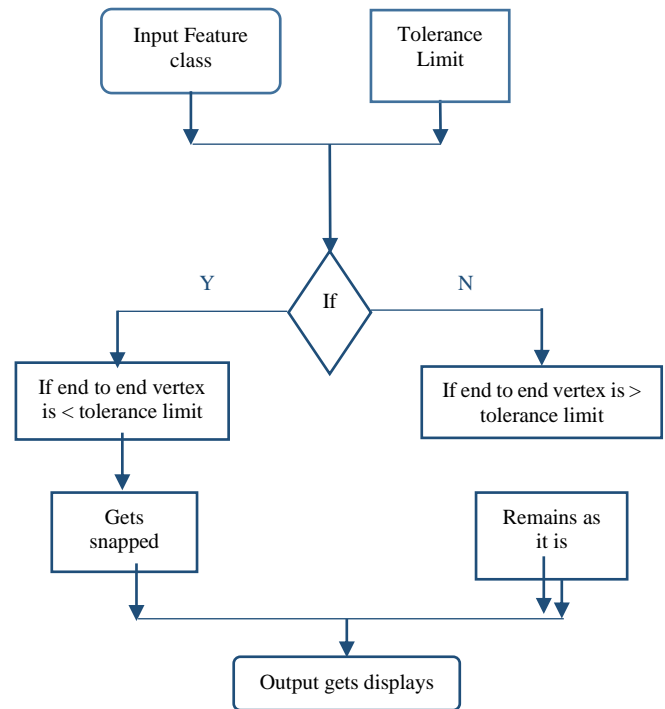 Input Feature
class
Tolerance
Limit
If
Y
N
If end to end vertex
is < tolerance limit
If end to end vertex is >
tolerance limit
Gets
snapped
Remains as
it is
Output gets displays